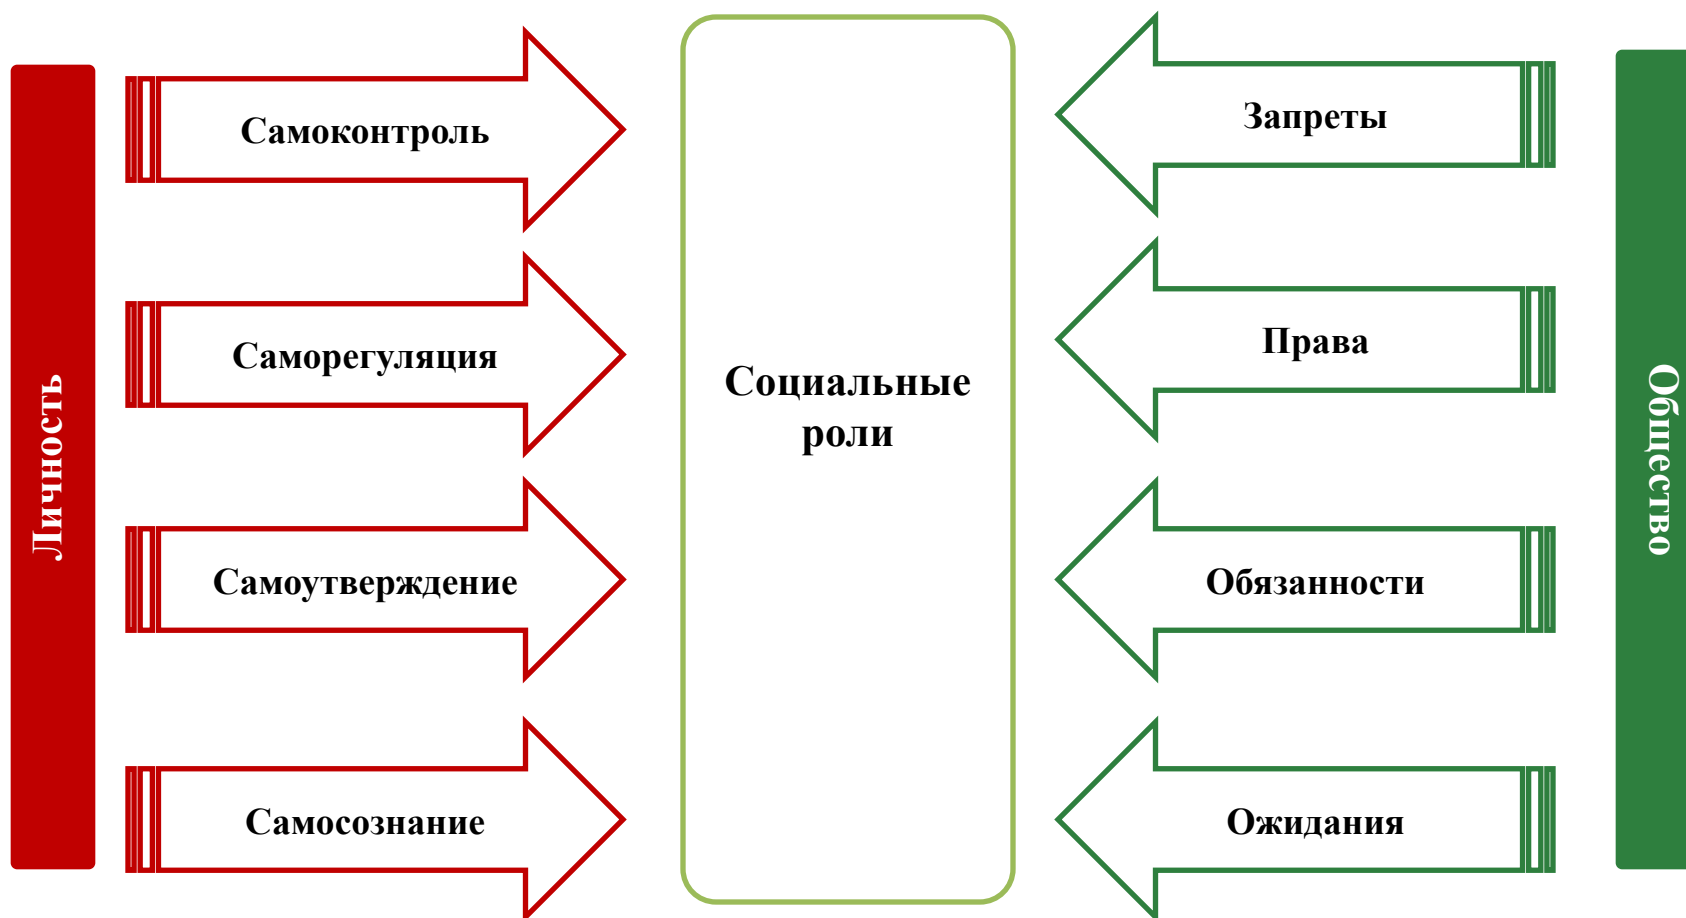 Личность
Самоконтроль
Саморегуляция
Самоутверждение
Самосознание
Социальные
роли
Запреты
Права
Обязанности
Ожидания
Общество